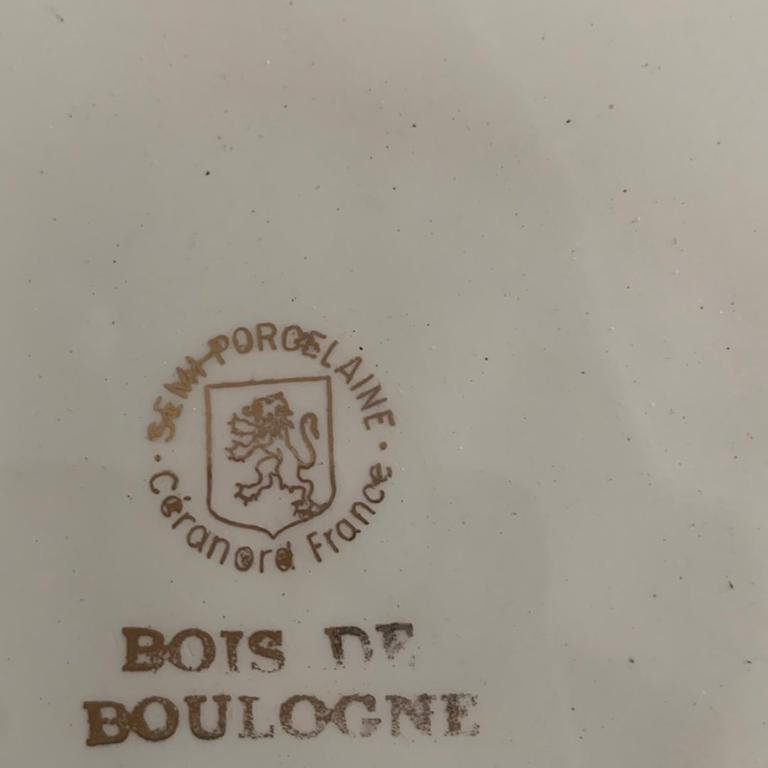 SEMI-PORCELAINE
Céranord France
BOIS DE
BOULOGNE